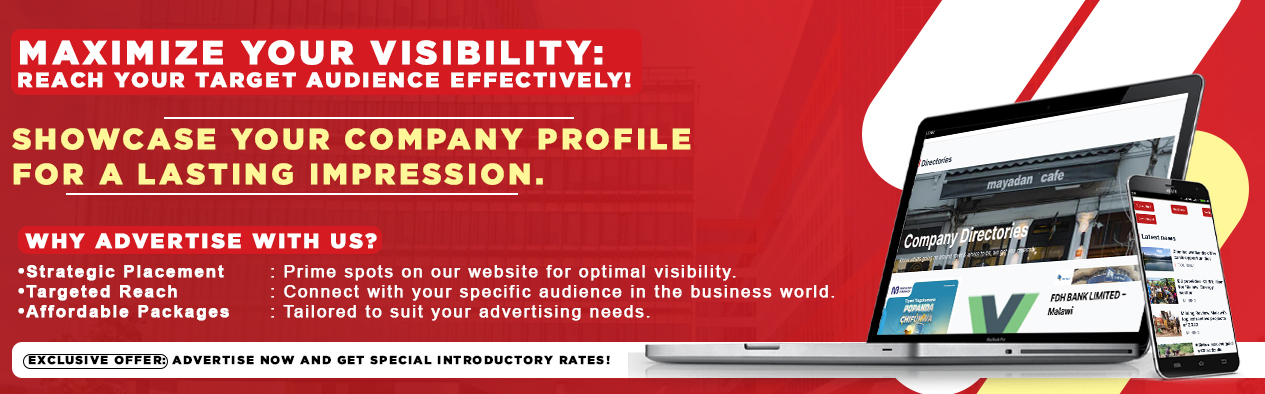 MAXIMIZE YOUR VISIBILITY:
REACH YOUR TARGET AUDIENCE EFFECTIVELY!
SHOWCASE YOUR COMPANY PROFILE
FOR A LASTING IMPRESSION.
WHY ADVERTISE WITH US?
•Strategic Placement : Prime spots on our website for optimal visibility.
•Targeted Reach : Connect with your specific audience in the business world.
•Affordable Packages : Tailored to suit your advertising needs.
EXCLUSIVE OFFER: ADVERTISE NOW AND GET SPECIAL INTRODUCTORY RATES!
Directories
mayadan cafe
Company Directories
FDH BANK LIMITED –
Malawi
MacBook Pro
Latest news